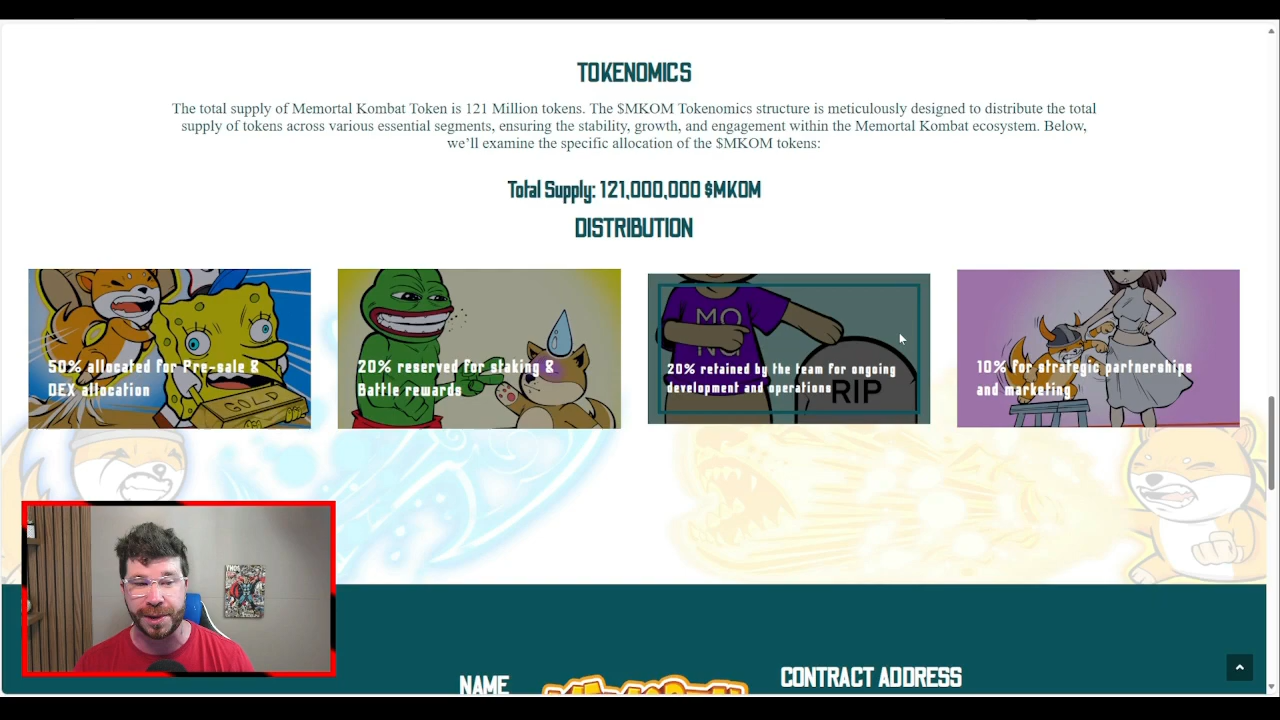 TOKENOMICS
The total supply of Memortal Kombat Token is 121 Million tokens. The $MKOM Tokenomics structure is meticulously designed to distribute the total
supply of tokens across various essential segments, ensuring the stability, growth, and engagement within the Memortal Kombat ecosystem. Below,
we'll examine the specific allocation of the $MKOM tokens:
Total Supply: 121,000,000 $MKOM
DISTRIBUTION
50% allocated for Pre-sale &
DEX allocation
GOLD
20% reserved for staking &
Battle rewards
MO
NG
20% retained by the team for ongoing
development and operations
RIP
10% for strategic partnerships
and marketing
NAME
CONTRACT ADDRESS